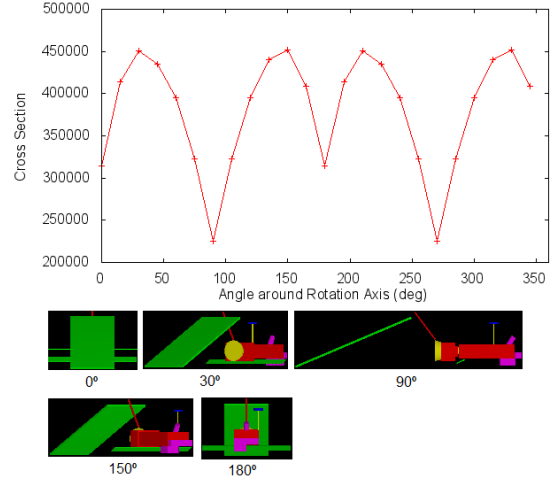 500000
450000
400000
350000
300000
250000
200000
Cross Section
0 50 100 150 200 250 300 350
Angle around Rotation Axis (deg)
0º 30º 90º
150º 180º